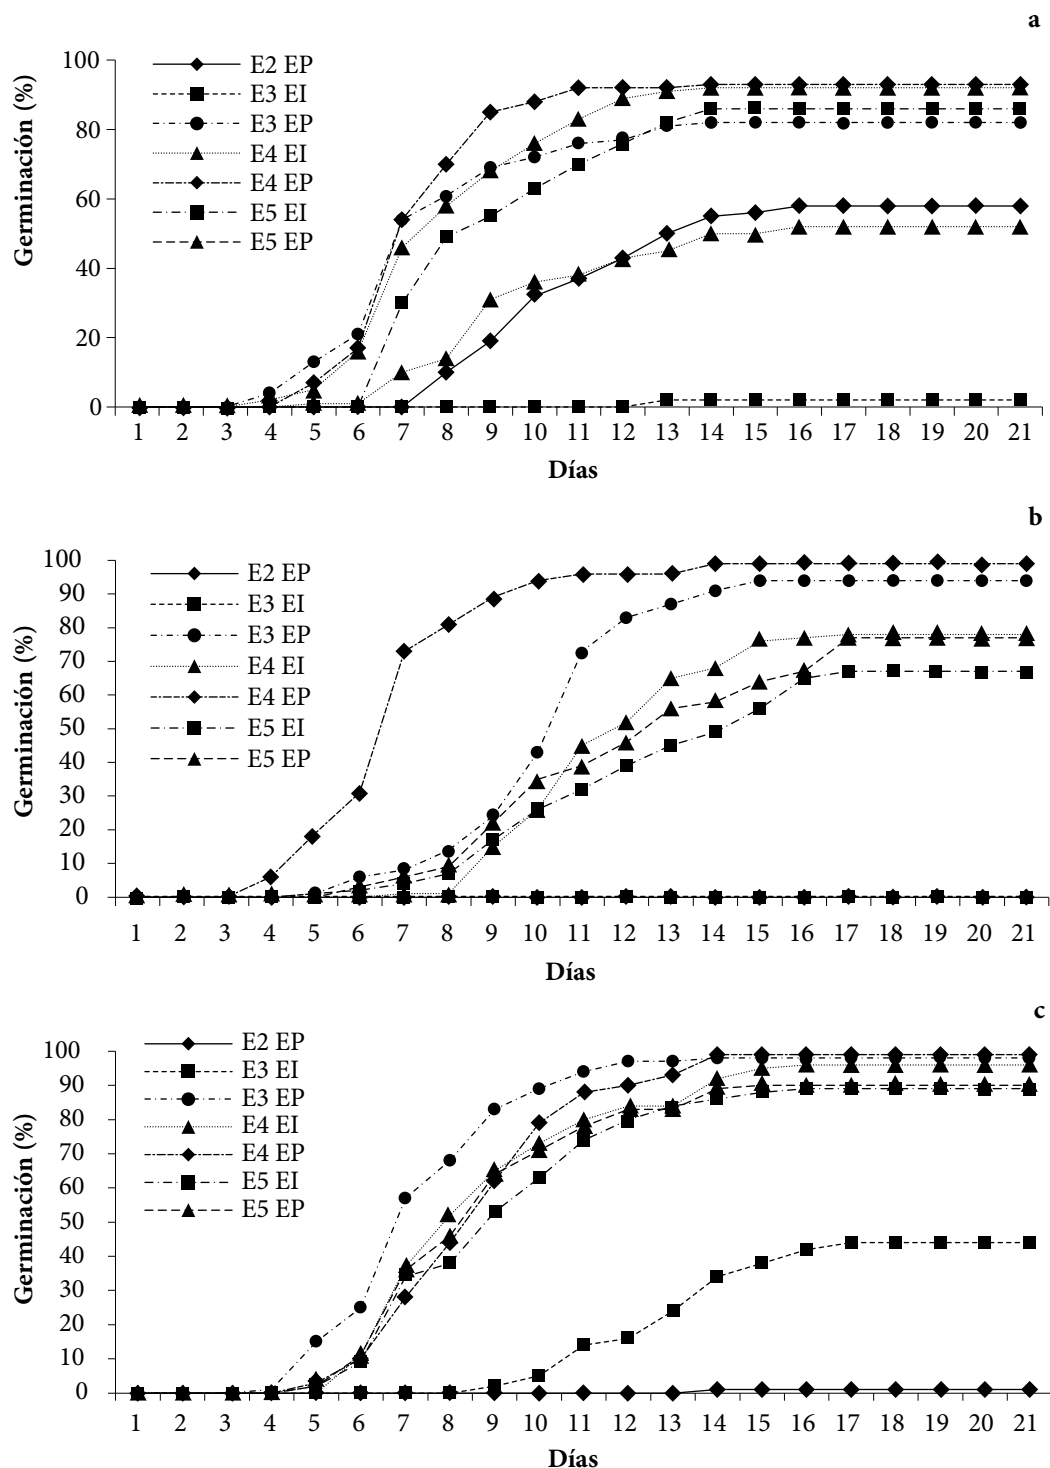 a
Germinación (%)
100
80
60
40
20
0
E2 EP
E3 EI
E3 EP
E4 EI
E4 EP
E5 EI
E5 EP
1 2 3 4 5 6 7 8 9 10 11 12 13 14 15 16 17 18 19 20 21
Días
b
Germinación (%)
100
90
80
70
60
50
40
30
20
10
0
E2 EP
E3 EI
E3 EP
E4 EI
E4 EP
E5 EI
E5 EP
1 2 3 4 5 6 7 8 9 10 11 12 13 14 15 16 17 18 19 20 21
Días
c
Germinación (%)
100
90
80
70
60
50
40
30
20
10
0
E2 EP
E3 EI
E3 EP
E4 EI
E4 EP
E5 EI
E5 EP
1 2 3 4 5 6 7 8 9 10 11 12 13 14 15 16 17 18 19 20 21
Días